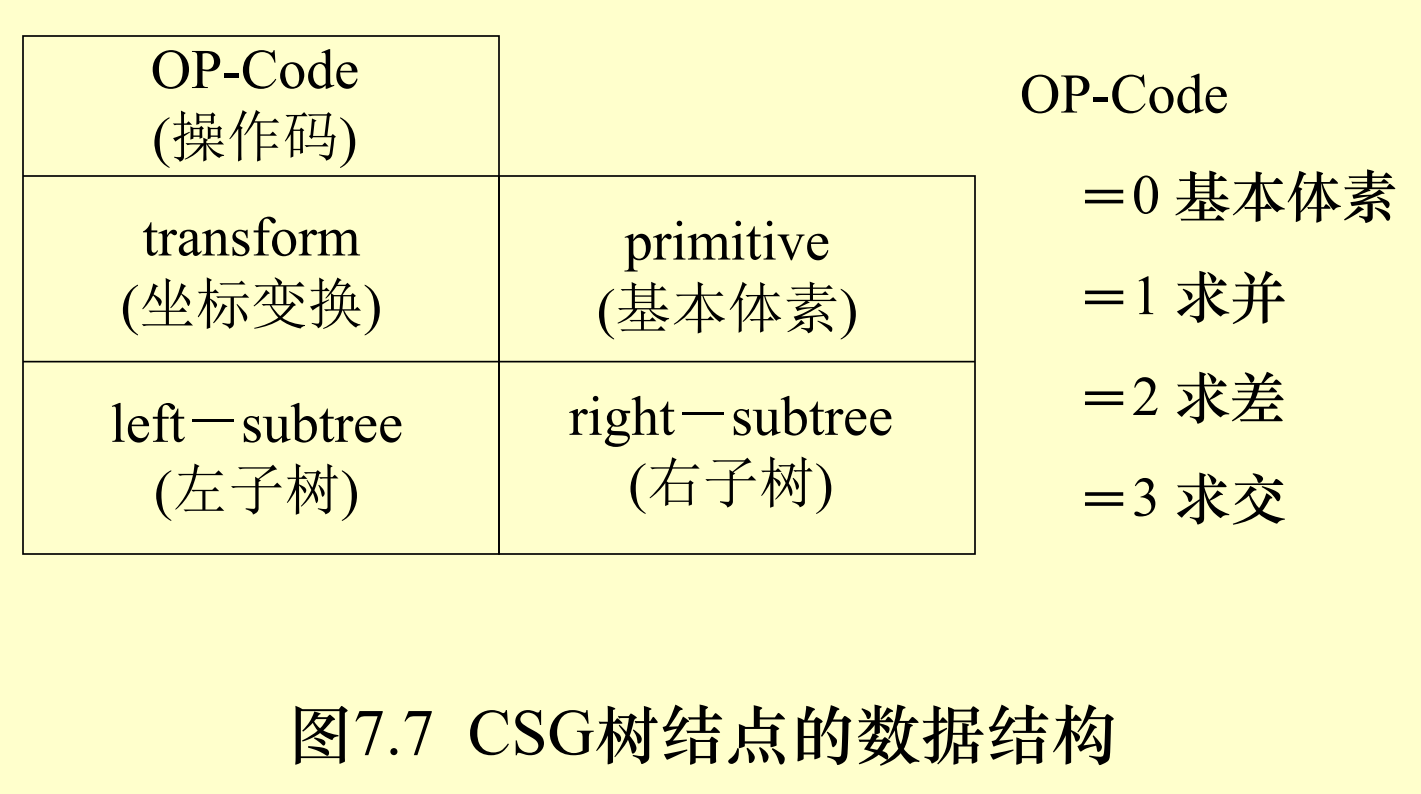 OP-Code
(操作码)
transform
(坐标变换)
primitive
(基本体素)
left－subtree
(左子树)
right－subtree
(右子树)
OP-Code
＝0 基本体素
＝1 求并
＝2 求差
＝3 求交
图7.7 CSG树结点的数据结构